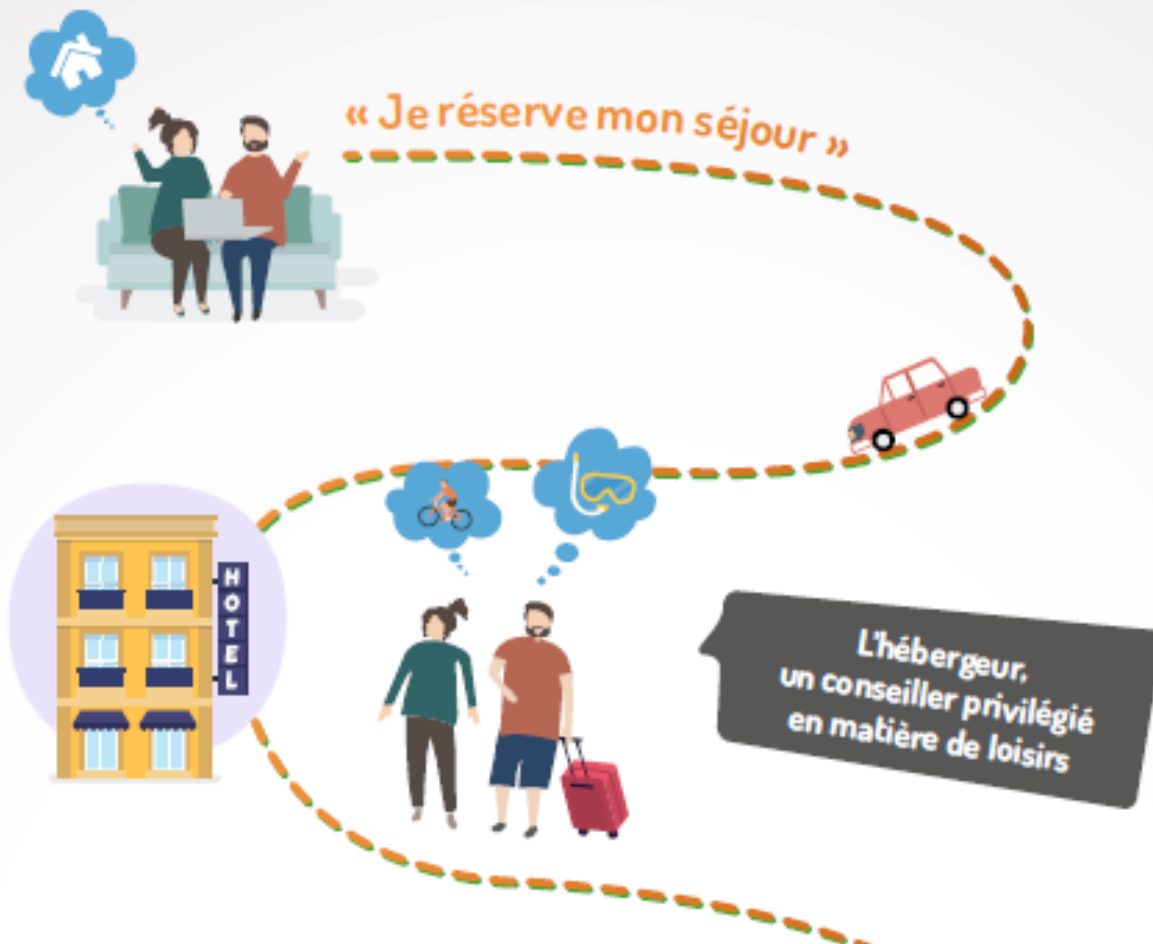 « Je réserve mon séjour »
HOTEL
L'hébergeur,
un conseiller privilégié
en matière de loisirs